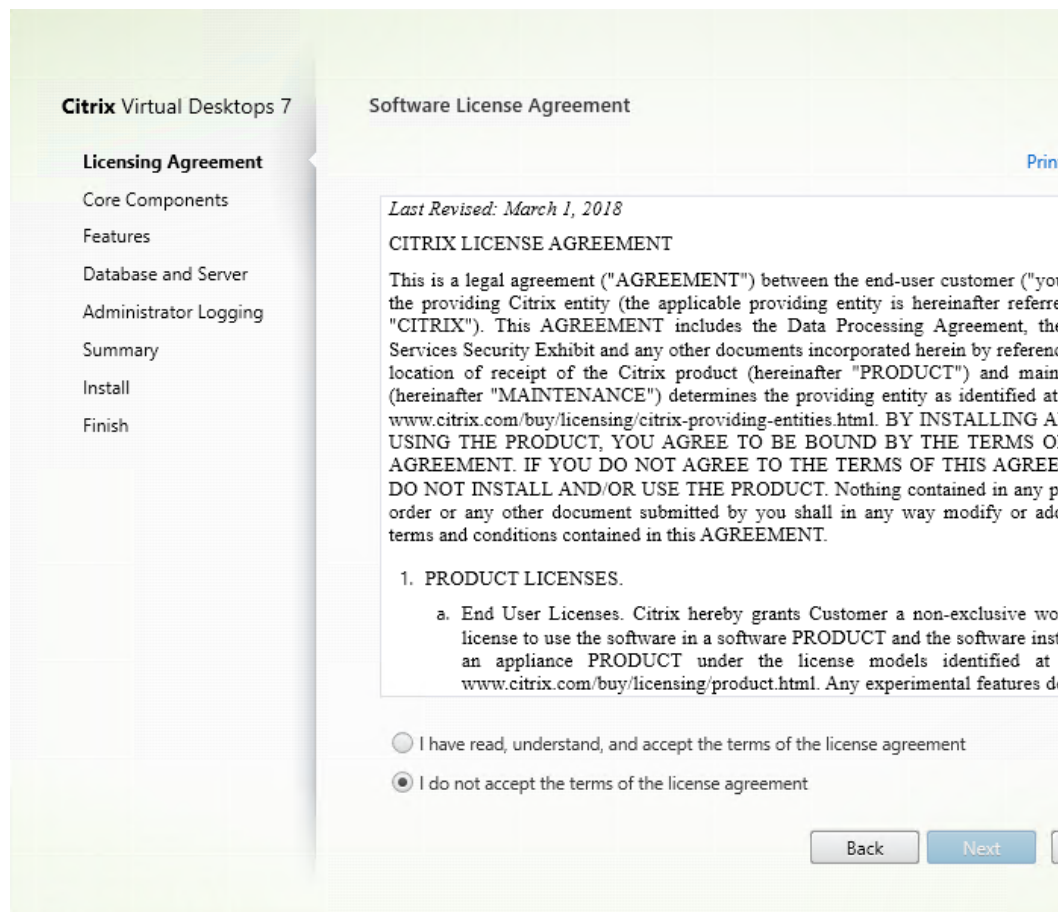 Citrix Virtual Desktops 7
Licensing Agreement
Core Components
Features
Database and Server
Administrator Logging
Summary
Install
Finish
Software License Agreement
Last Revised: March 1, 2018
CITRIX LICENSE AGREEMENT
This is a legal agreement ("AGREEMENT") between the end-user customer ("you
the providing Citrix entity (the applicable providing entity is hereinafter
"CITRIX"). This AGREEMENT includes the Data Processing Agreement,
Services Security Exhibit and any other documents incorporated herein by
location of receipt of the Citrix product (hereinafter "PRODUCT") and
(hereinafter "MAINTENANCE") determines the providing entity as identified at
www.citrix.com/buy/licensing/citrix-providing-entities.html. BY INSTALLING
USING THE PRODUCT, YOU AGREE TO BE BOUND BY THE TERMS
AGREEMENT. IF YOU DO NOT AGREE TO THE TERMS OF THIS
DO NOT INSTALL AND/OR USE THE PRODUCT. Nothing contained in any
order or any other document submitted by you shall in any way modify or
terms and conditions contained in this AGREEMENT.
1. PRODUCT LICENSES.
a. End User Licenses. Citrix hereby grants Customer a non-exclusive
license to use the software in a software PRODUCT and the software
an appliance PRODUCT under the license models identified at
www.citrix.com/buy/licensing/product.html. Any experimental features
I have read, understand, and accept the terms of the license agreement
I do not accept the terms of the license agreement
Back
Next